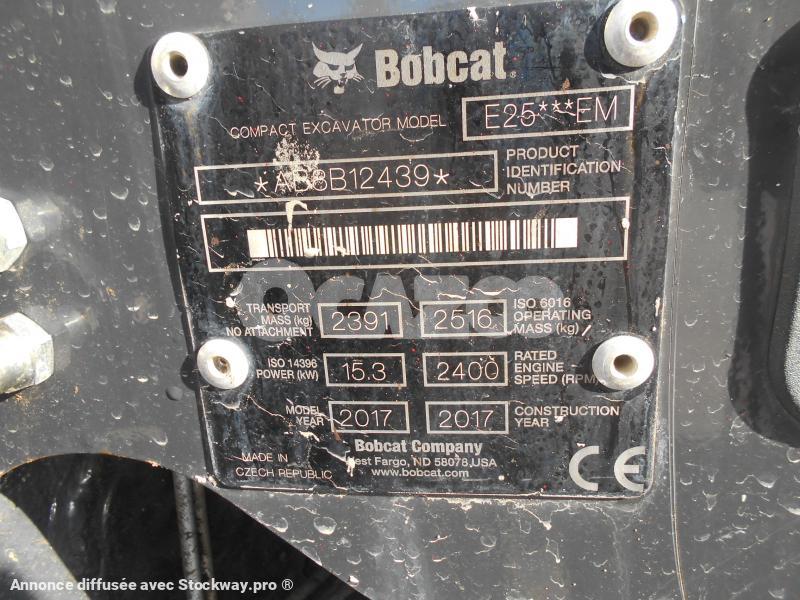 Bobcat
COMPACT EXCAVATOR MODEL E25***EM
*AB8B12439* PRODUCT IDENTIFICATION NUMBER
TRANSPORT MASS (kg) NO ATTACHMENT 2391 2516 ISO 6016 OPERATING MASS (kg)
ISO 14396 POWER (KW) 15.3 2400 RATED ENGINE SPEED (RPM)
MODEL YEAR 2017 2017 CONSTRUCTION YEAR
Bobcat Company
West Fargo, ND 58078,USA
www.bobcat.com
MADE IN
CZECH REPUBLIC
CE
Annonce diffusée avec Stockway.pro ®